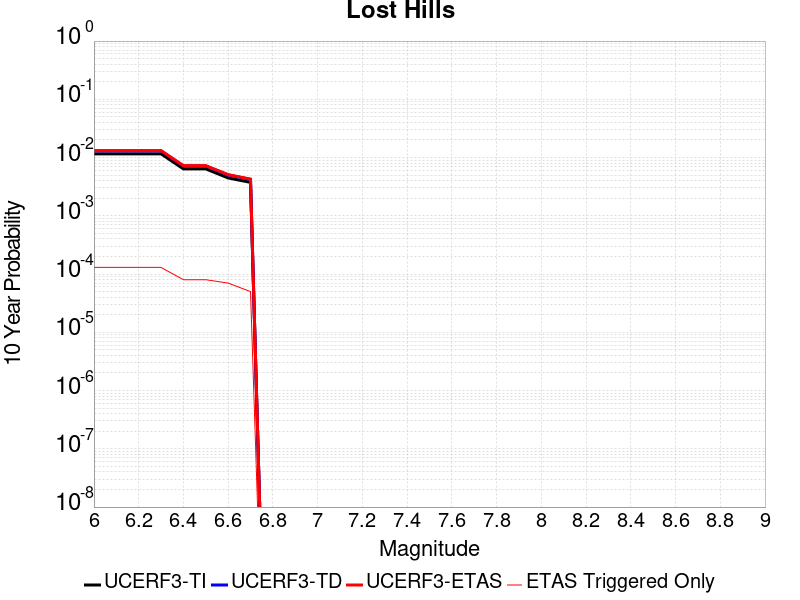 Lost Hills
10 0
10 -1
10 -2
10 -3
10 -4
10 -5
10 -6
10 -7
10 -8
10 Year Probability
6 6.2 6.4 6.6 6.8 7 7.2 7.4 7.6 7.8 8 8.2 8.4 8.6 8.8 9
Magnitude
UCERF3-TI UCERF3-TD UCERF3-ETAS ETAS Triggered Only